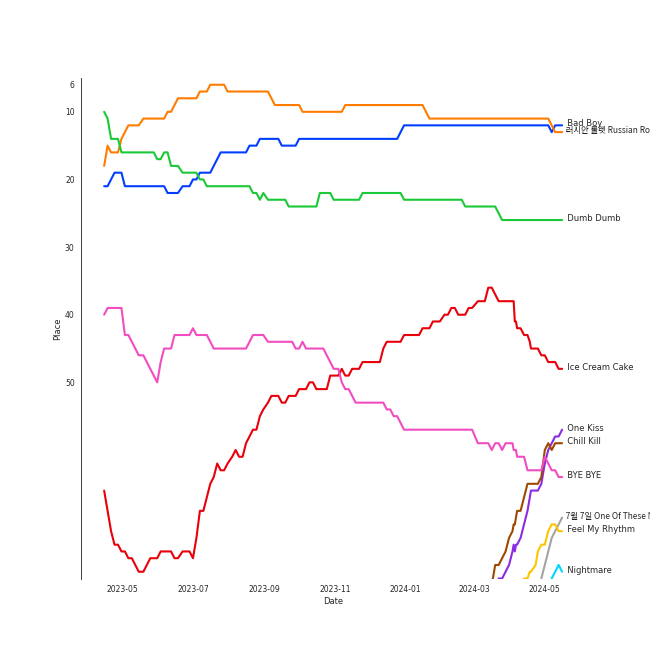 6
10
20
30
40
50
Place
2023-05
2023-07
2023-09
2023-11
2024-01
2024-03
2024-05
Date
Bad Boy
러시안 룰렛 Russian Ro
Dumb Dumb
Ice Cream Cake
One Kiss
Chill Kill
BYE BYE
7월 7일 One Of These N
Feel My Rhythm
Nightmare